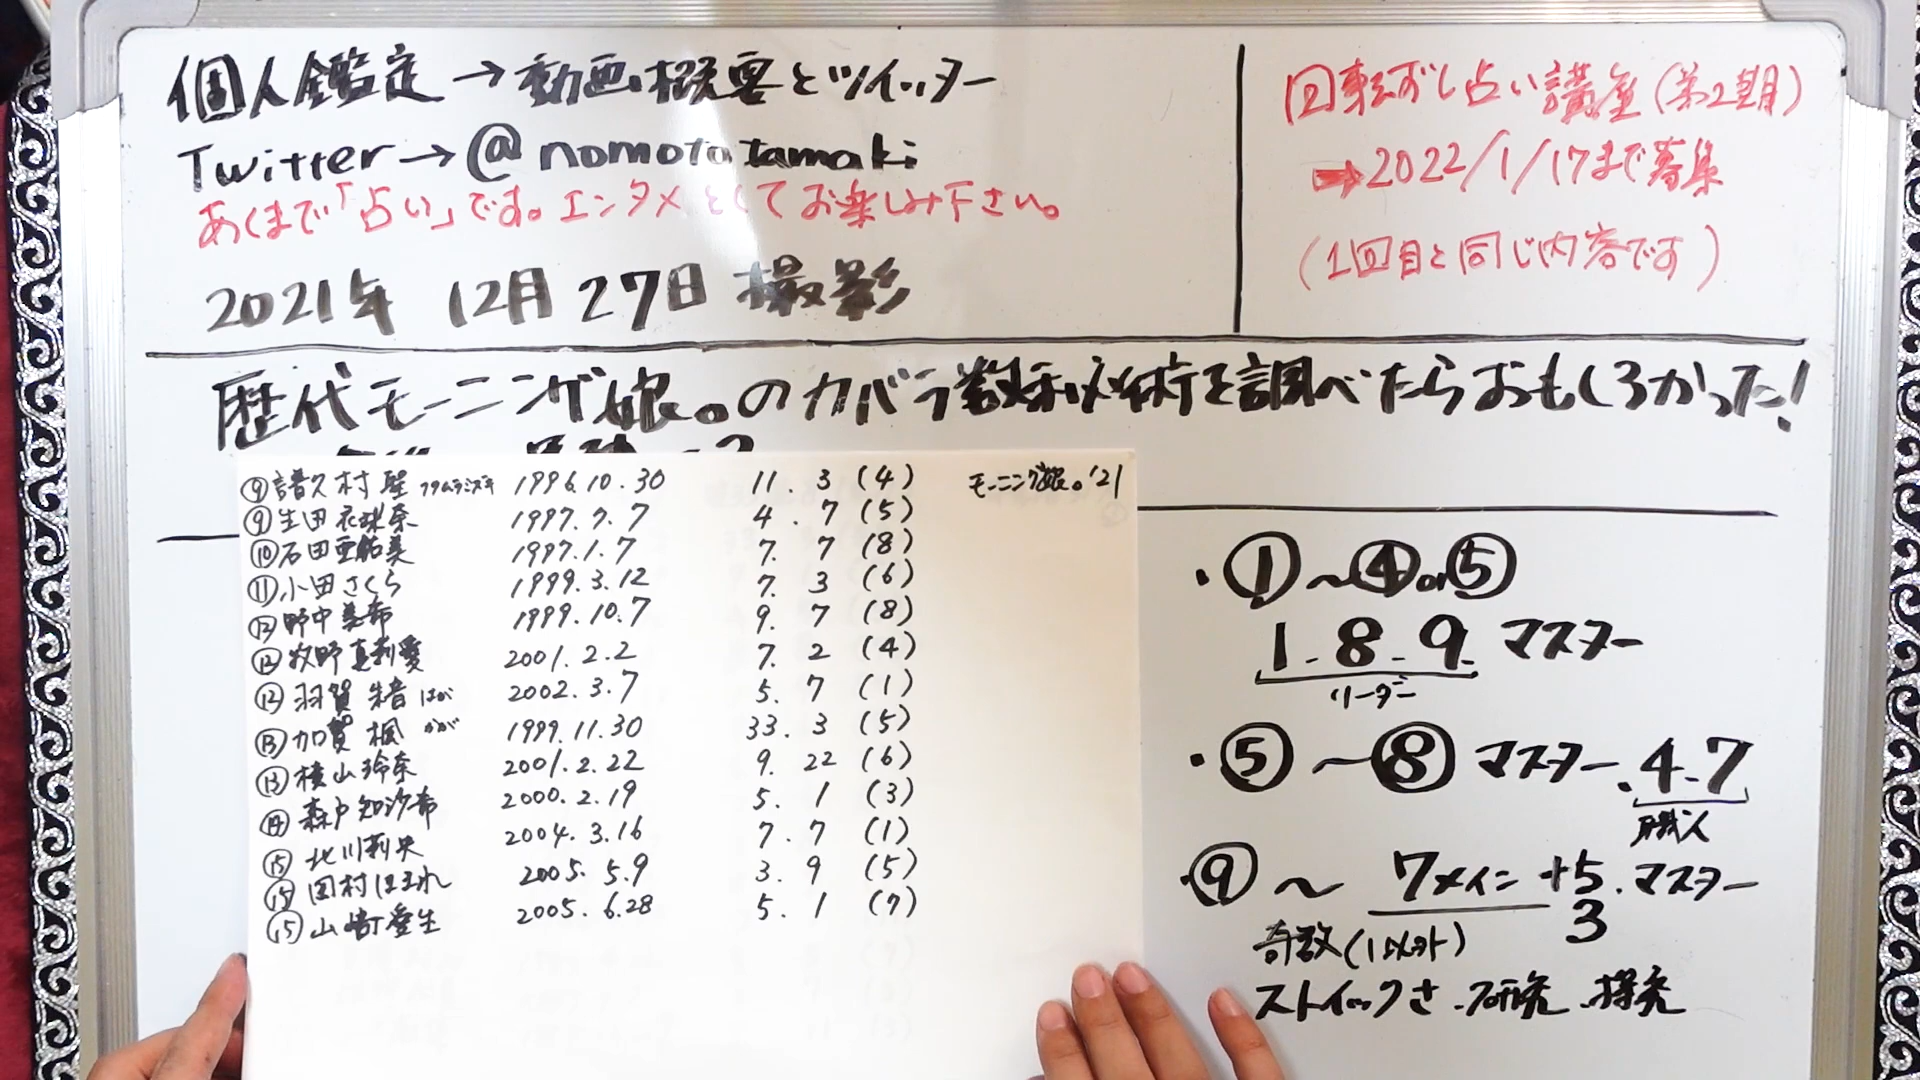 個人鑑定→動画概要とツイッター
Twitter→@nomototamaki
あくまで「占い」です。エンタメとしてお楽しみ下さい。
2021年 12月27日 撮影
回転ずし占い講座(第2期)
➡2022/1/17まで募集
(1回目と同じ内容です)
歴代モーニング娘。のカバラ数秘術を調べたらおもしろかった!
⑨譜久村聖 フクムラミズキ 1996.10.30 11. 3 (4) モーニング娘。'21
⑨生田衣梨奈 1997.7.7 4. 7 (5)
⑩石田亜佑美 1997.1.7 7. 7 (8)
⑪小田さくら 1999.3.12 7. 3 (6)
⑫野中美希 1999.10.7 9. 7 (8)
⑫牧野真莉愛 2001.2.2 7. 2 (4)
⑫羽賀朱音 はが 2002.3.7 5. 7 (1)
⑬加賀楓 かが 1999.11.30 33. 3 (5)
⑬横山玲奈 2001.2.22 9. 22 (6)
⑭森戸知沙希 2000.2.19 5. 1 (3)
⑮北川莉央 2004.3.16 7. 7 (1)
⑮岡村ほまれ 2005.5.9 3. 9 (5)
⑮山﨑愛生 2005.6.28 5. 1 (7)
・①〜④or⑤
1-8-9. マスター
リーダー
・⑤〜⑧ マスター.4-7
職人
・⑨〜 7メイン+5.マスター
3
奇数(1以外)
ストイックさ.研究.探究